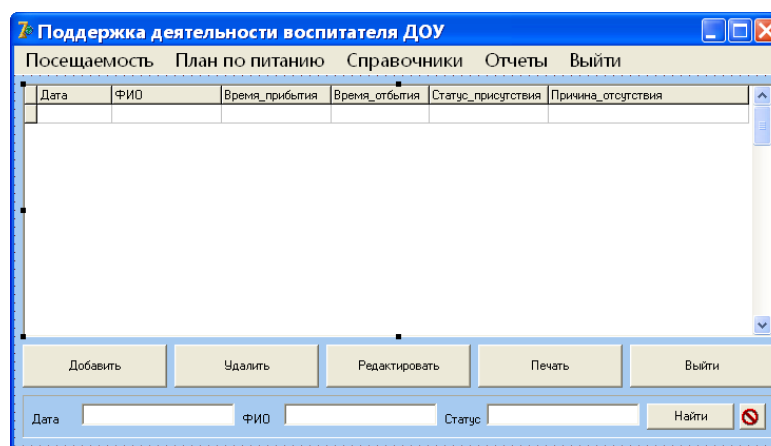 Поддержка деятельности воспитателя ДОУ
Посещаемость План по питанию Справочники Отчеты Выйти
Дата ФИО Время_прибытия Время_отбытия Статус_присутствия Причина_отсутствия
Добавить Удалить Редактировать Печать Выйти
Дата ФИО Статус Найти